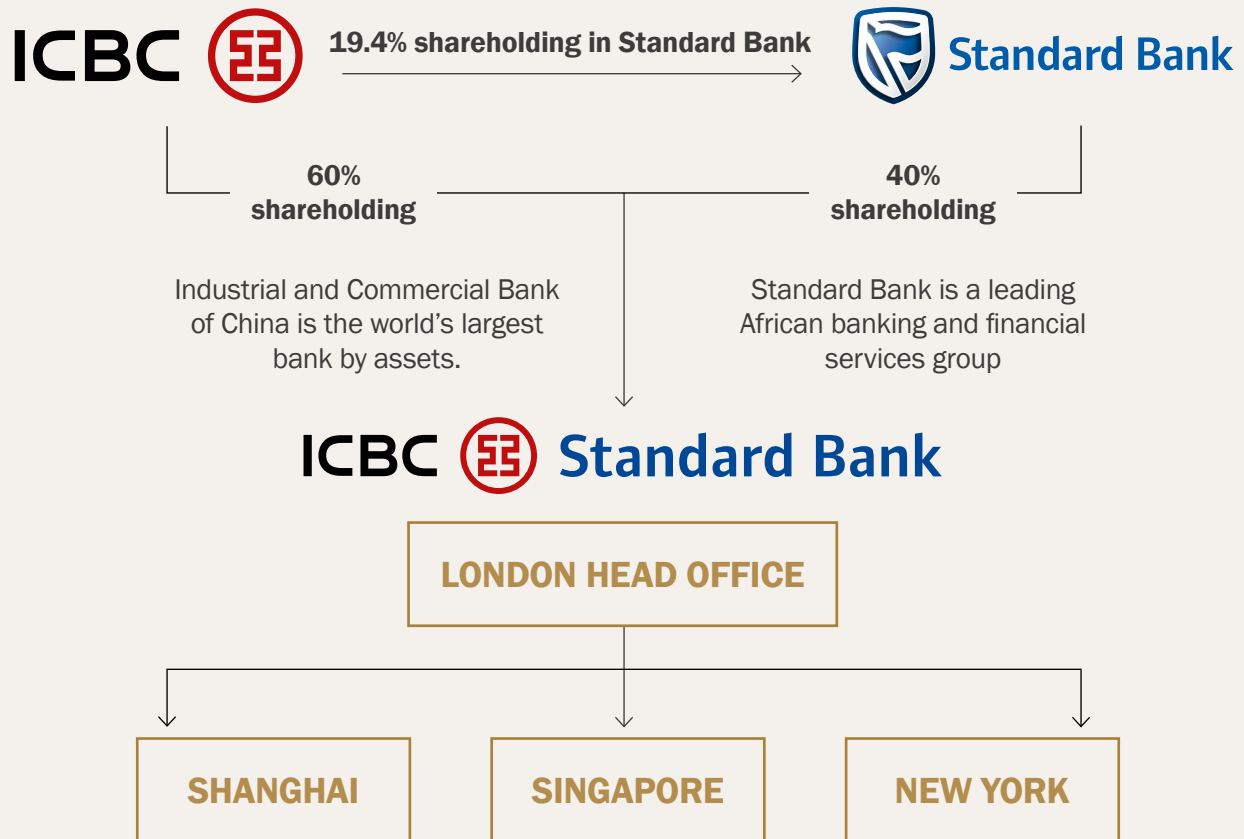 ICBC
19.4% shareholding in Standard Bank
Standard Bank
60%
shareholding
40%
shareholding
Industrial and Commercial Bank
of China is the world’s largest
bank by assets.
Standard Bank is a leading
African banking and financial
services group
ICBC Standard Bank
LONDON HEAD OFFICE
SHANGHAI
SINGAPORE
NEW YORK